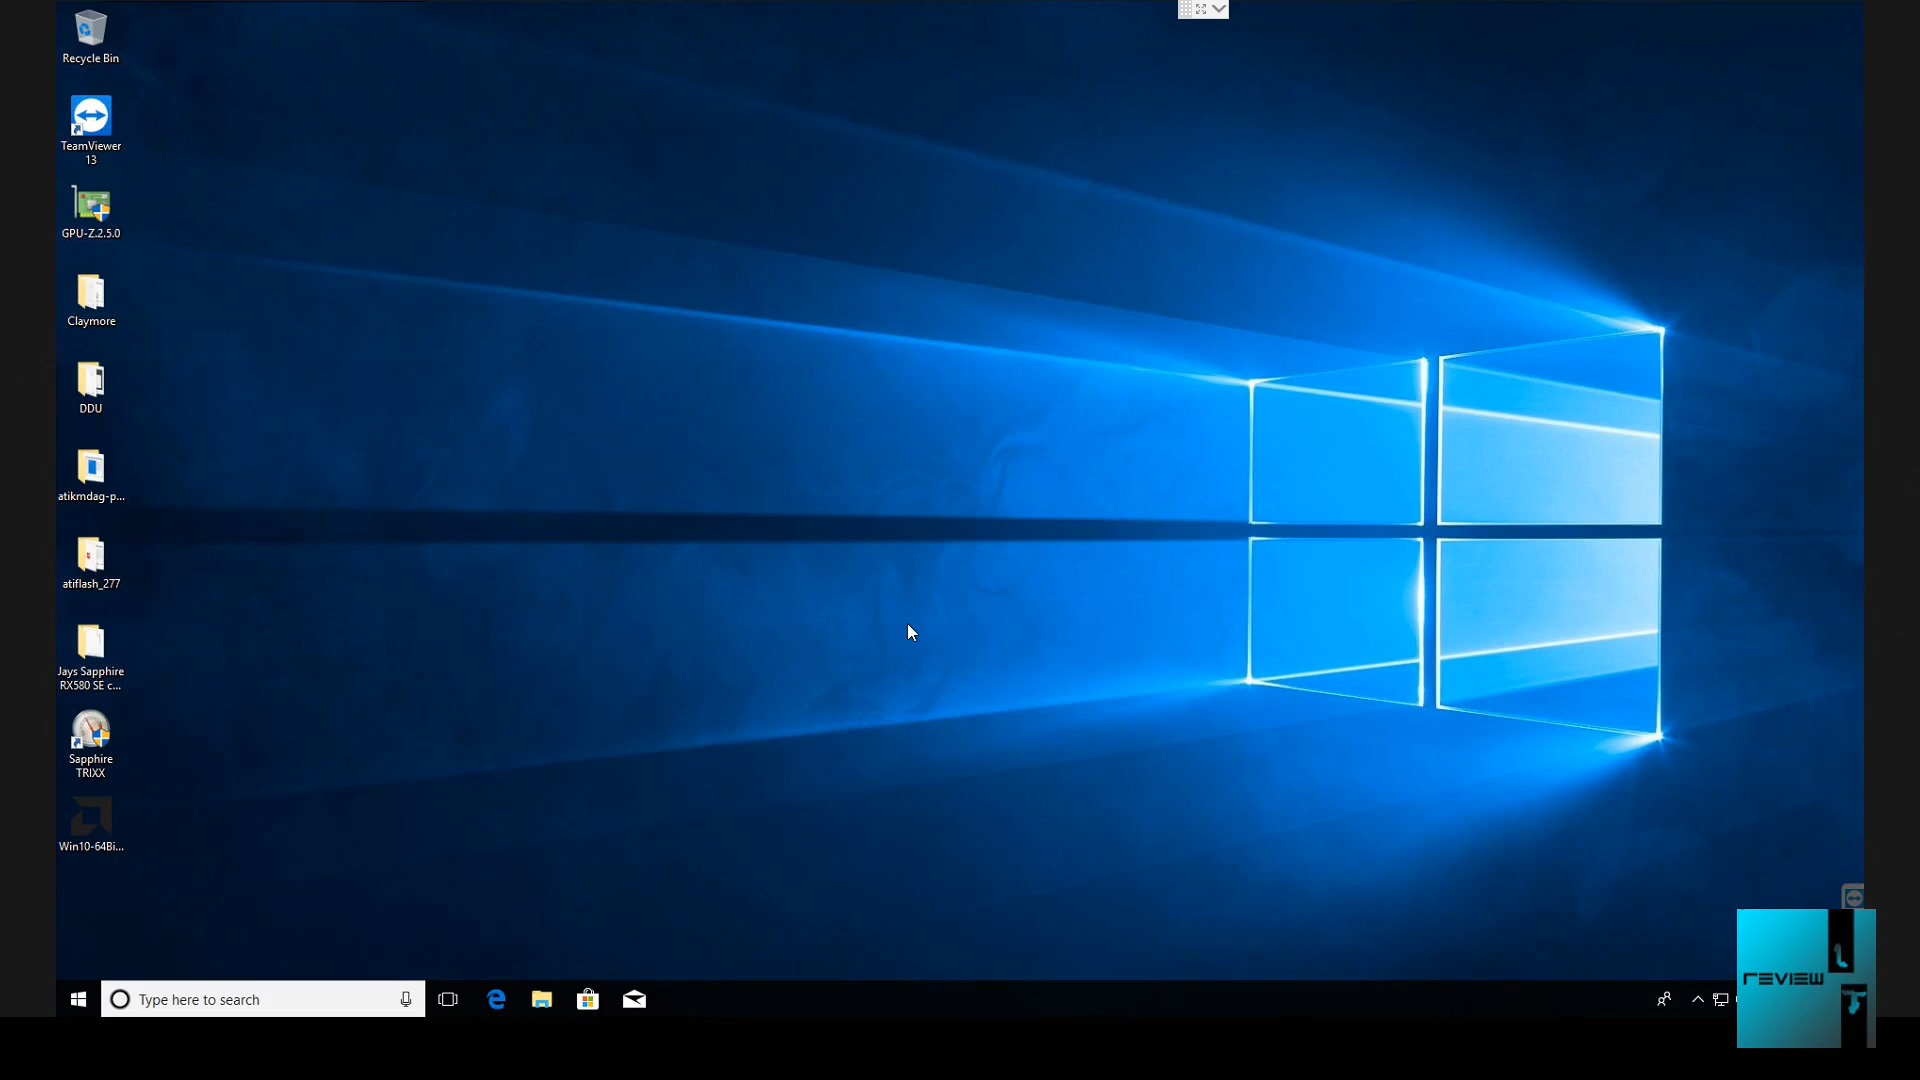 Recycle Bin
TeamViewer
13
GPU-Z.2.5.0
Claymore
DDU
atikmdag-p...
atiflash_277
Jays Sapphire
RX580 SE c...
Sapphire
TRIXX
Win10-64Bi...
Type here to search
REVIEW